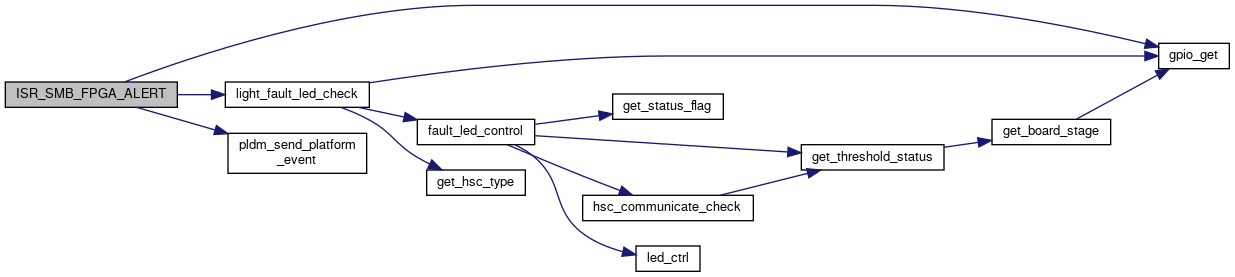 ISR_SMB_FPGA_ALERT
light_fault_led_check
pldm_send_platform
_event
fault_led_control
get_hsc_type
get_status_flag
hsc_communicate_check
led_ctrl
get_threshold_status
get_board_stage
gpio_get